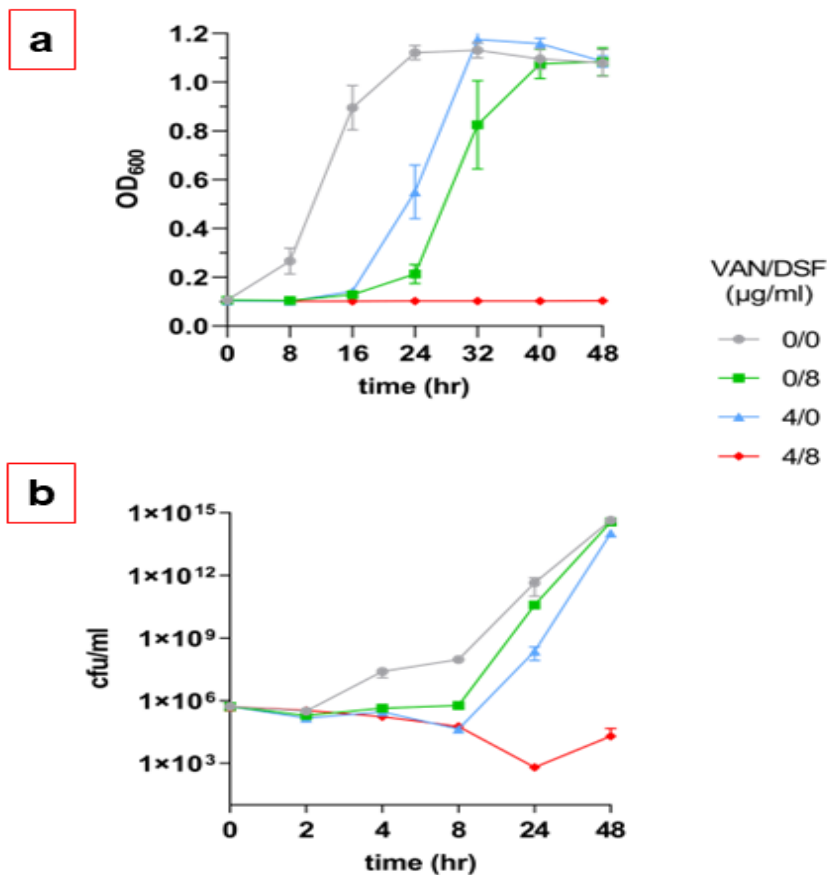 a
1.2
1.0
0.8
0.6
0.4
0.2
0.0
OD600
0 8 16 24 32 40 48
time (hr)
VAN/DSF
(µg/ml)
0/0
0/8
4/0
4/8
b
1×10¹⁵
1×10¹²
1×10⁹
1×10⁶
1×10³
cfu/ml
0 2 4 8 24 48
time (hr)